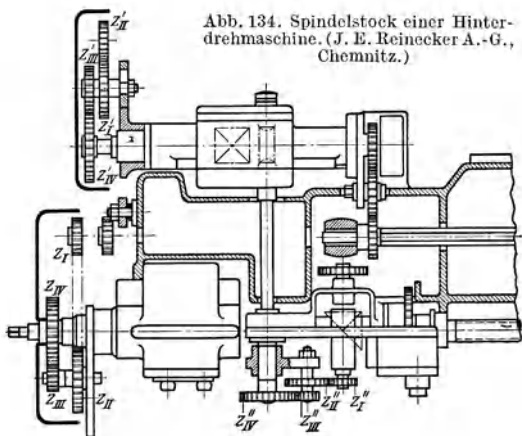 Abb. 134. Spindelstock einer Hinter-
drehmaschine. (J. E. Reinecker A.-G.,
Chemnitz.)
Z'II
Z'III
Z'I
Z'IV
ZI
ZIV
ZIII
ZII
Z''IV
Z''III
Z''II
Z''I